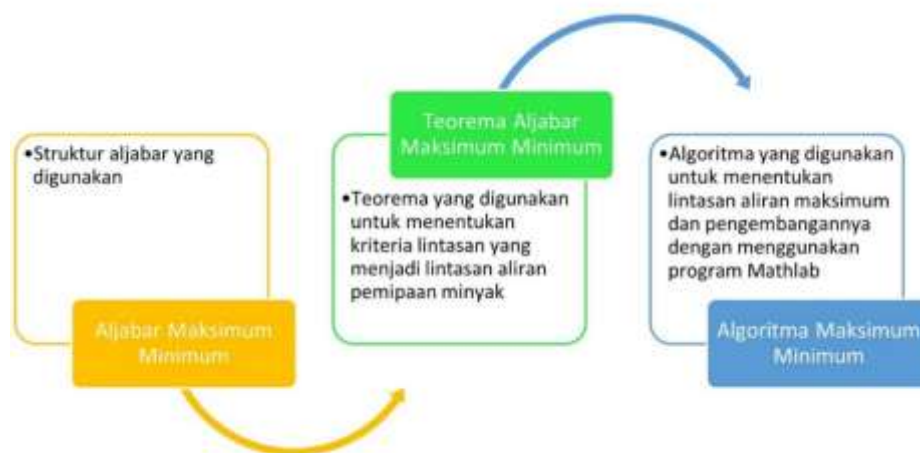 •Struktur aljabar yang
digunakan
Aljabar Maksimum
Minimum
Teorema Aljabar
Maksimum Minimum
•Teorema yang digunakan
untuk menentukan
kriteria lintasan yang
menjadi lintasan aliran
pemipaan minyak
•Algoritma yang digunakan
untuk menentukan
lintasan aliran maksimum
dan pengembangannya
dengan menggunakan
program Mathlab
Algoritma Maksimum
Minimum